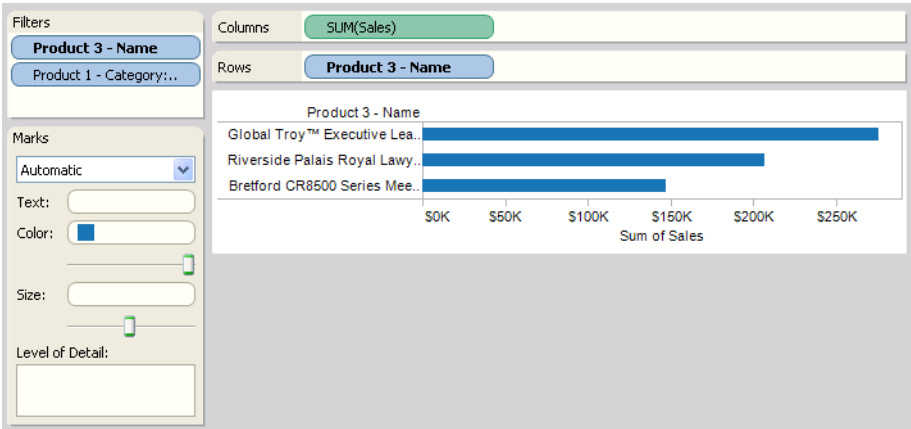 Filters
Product 3 - Name
Product 1 - Category:..
Columns
SUM(Sales)
Rows
Product 3 - Name
Marks
Automatic
Text:
Color:
Size:
Level of Detail:
Product 3 - Name
Global Troy™ Executive Lea..
Riverside Palais Royal Lawy..
Bretford CR8500 Series Mee..
$0K $50K $100K $150K $200K $250K
Sum of Sales